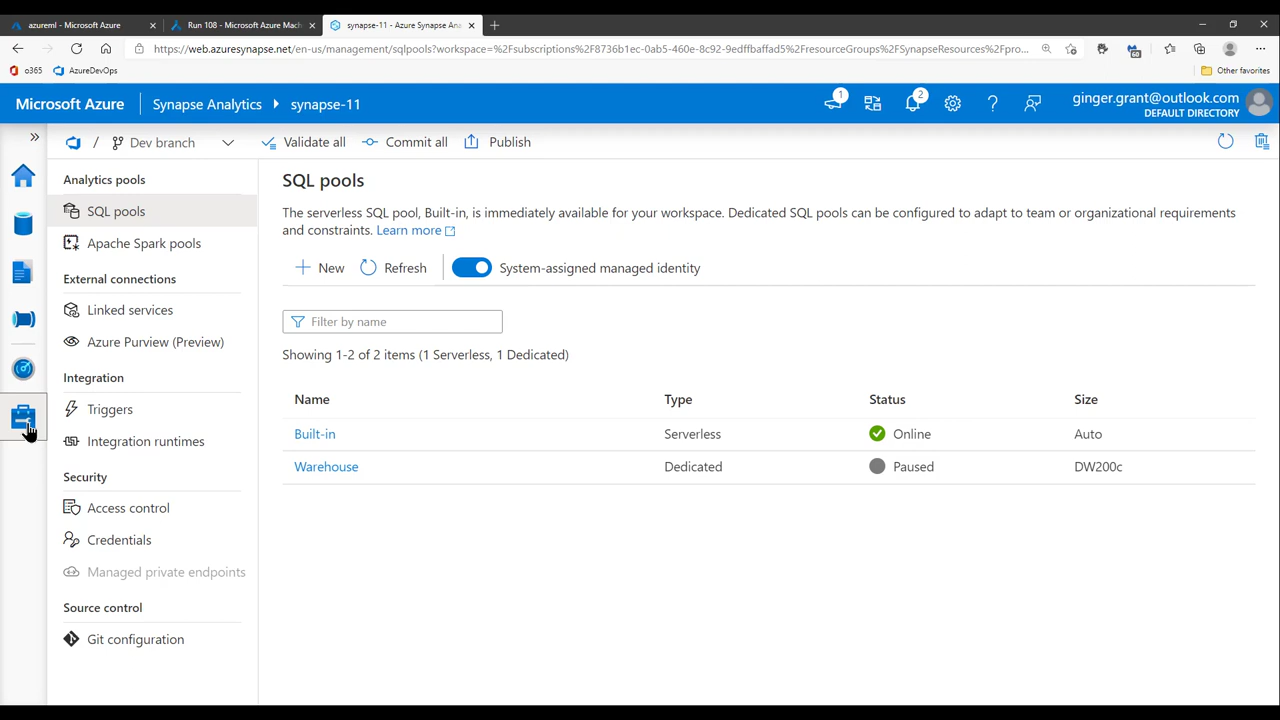 azureml - Microsoft Azure
Run 108 - Microsoft Azure Mach
synapse-11 - Azure Synapse Ana
https://web.azuresynapse.net/en-us/management/sqlpools?workspace=%2Fsubscriptions%2F8736b1ec-0ab5-460e-8c92-9edffbaffad5%2FresourceGroups%2FSynapseResources%2Fpro...
60
o365
AzureDevOps
Other favorites
Microsoft Azure
Synapse Analytics
synapse-11
1
2
ginger.grant@outlook.com
DEFAULT DIRECTORY
/
Dev branch
Validate all
Commit all
Publish
Analytics pools
SQL pools
Apache Spark pools
External connections
Linked services
Azure Purview (Preview)
Integration
Triggers
Integration runtimes
Security
Access control
Credentials
Managed private endpoints
Source control
Git configuration
SQL pools
The serverless SQL pool, Built-in, is immediately available for your workspace. Dedicated SQL pools can be configured to adapt to team or organizational requirements
and constraints. Learn more
New
Refresh
System-assigned managed identity
Filter by name
Showing 1-2 of 2 items (1 Serverless, 1 Dedicated)
Name Type Status Size
Built-in Serverless Online Auto
Warehouse Dedicated Paused DW200c